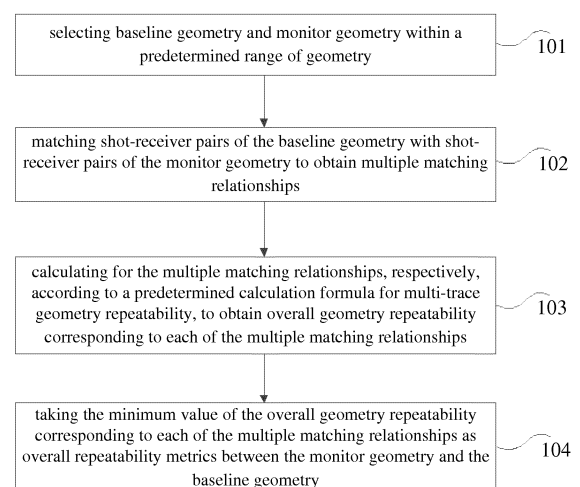 selecting baseline geometry and monitor geometry within a
predetermined range of geometry
101
matching shot-receiver pairs of the baseline geometry with shot-
receiver pairs of the monitor geometry to obtain multiple matching
relationships
102
calculating for the multiple matching relationships, respectively,
according to a predetermined calculation formula for multi-trace
geometry repeatability, to obtain overall geometry repeatability
corresponding to each of the multiple matching relationships
103
taking the minimum value of the overall geometry repeatability
corresponding to each of the multiple matching relationships as
overall repeatability metrics between the monitor geometry and the
baseline geometry
104